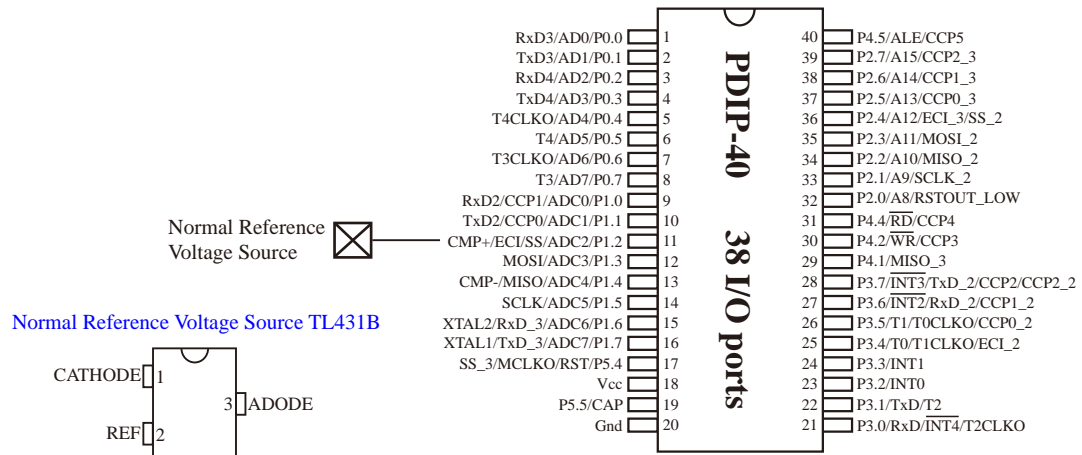 RxD3/AD0/P0.0 1
TxD3/AD1/P0.1 2
RxD4/AD2/P0.2 3
TxD4/AD3/P0.3 4
T4CLKO/AD4/P0.4 5
T4/AD5/P0.5 6
T3CLKO/AD6/P0.6 7
T3/AD7/P0.7 8
RxD2/CCP1/ADC0/P1.0 9
TxD2/CCP0/ADC1/P1.1 10
CMP+/ECI/SS/ADC2/P1.2 11
MOSI/ADC3/P1.3 12
CMP-/MISO/ADC4/P1.4 13
SCLK/ADC5/P1.5 14
XTAL2/RxD_3/ADC6/P1.6 15
XTAL1/TxD_3/ADC7/P1.7 16
SS_3/MCLKO/RST/P5.4 17
Vcc 18
P5.5/CAP 19
Gnd 20
PDIP-40 38 I/O ports
40 P4.5/ALE/CCP5
39 P2.7/A15/CCP2_3
38 P2.6/A14/CCP1_3
37 P2.5/A13/CCP0_3
36 P2.4/A12/ECI_3/SS_2
35 P2.3/A11/MOSI_2
34 P2.2/A10/MISO_2
33 P2.1/A9/SCLK_2
32 P2.0/A8/RSTOUT_LOW
31 P4.4/RD/CCP4
30 P4.2/WR/CCP3
29 P4.1/MISO_3
28 P3.7/INT3/TxD_2/CCP2/CCP2_2
27 P3.6/INT2/RxD_2/CCP1_2
26 P3.5/T1/T0CLKO/CCP0_2
25 P3.4/T0/T1CLKO/ECI_2
24 P3.3/INT1
23 P3.2/INT0
22 P3.1/TxD/T2
21 P3.0/RxD/INT4/T2CLKO
Normal Reference
Voltage Source
Normal Reference Voltage Source TL431B
CATHODE 1
3 ADODE
REF 2